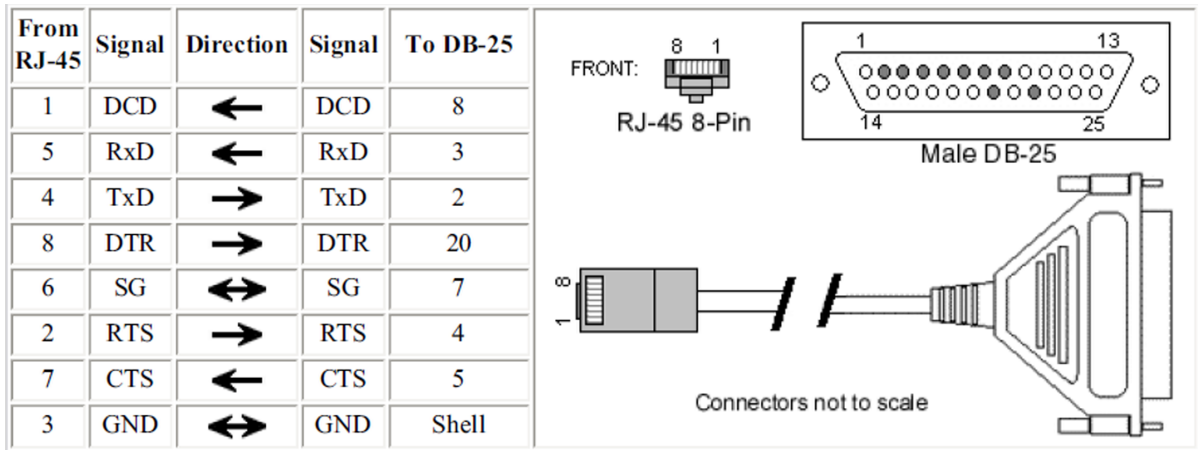 From RJ-45 Signal Direction Signal To DB-25
1 DCD DCD 8
5 RxD RxD 3
4 TxD TxD 2
8 DTR DTR 20
6 SG SG 7
2 RTS RTS 4
7 CTS CTS 5
3 GND GND Shell
8 1
FRONT:
RJ-45 8-Pin
1 13
14 25
Male DB-25
8
1
Connectors not to scale